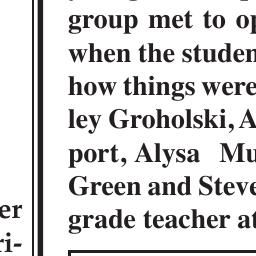 group met to op
when the studen
how things were
ley Groholski, A
port, Alysa Mu
Green and Steve
grade teacher at
er
ri-